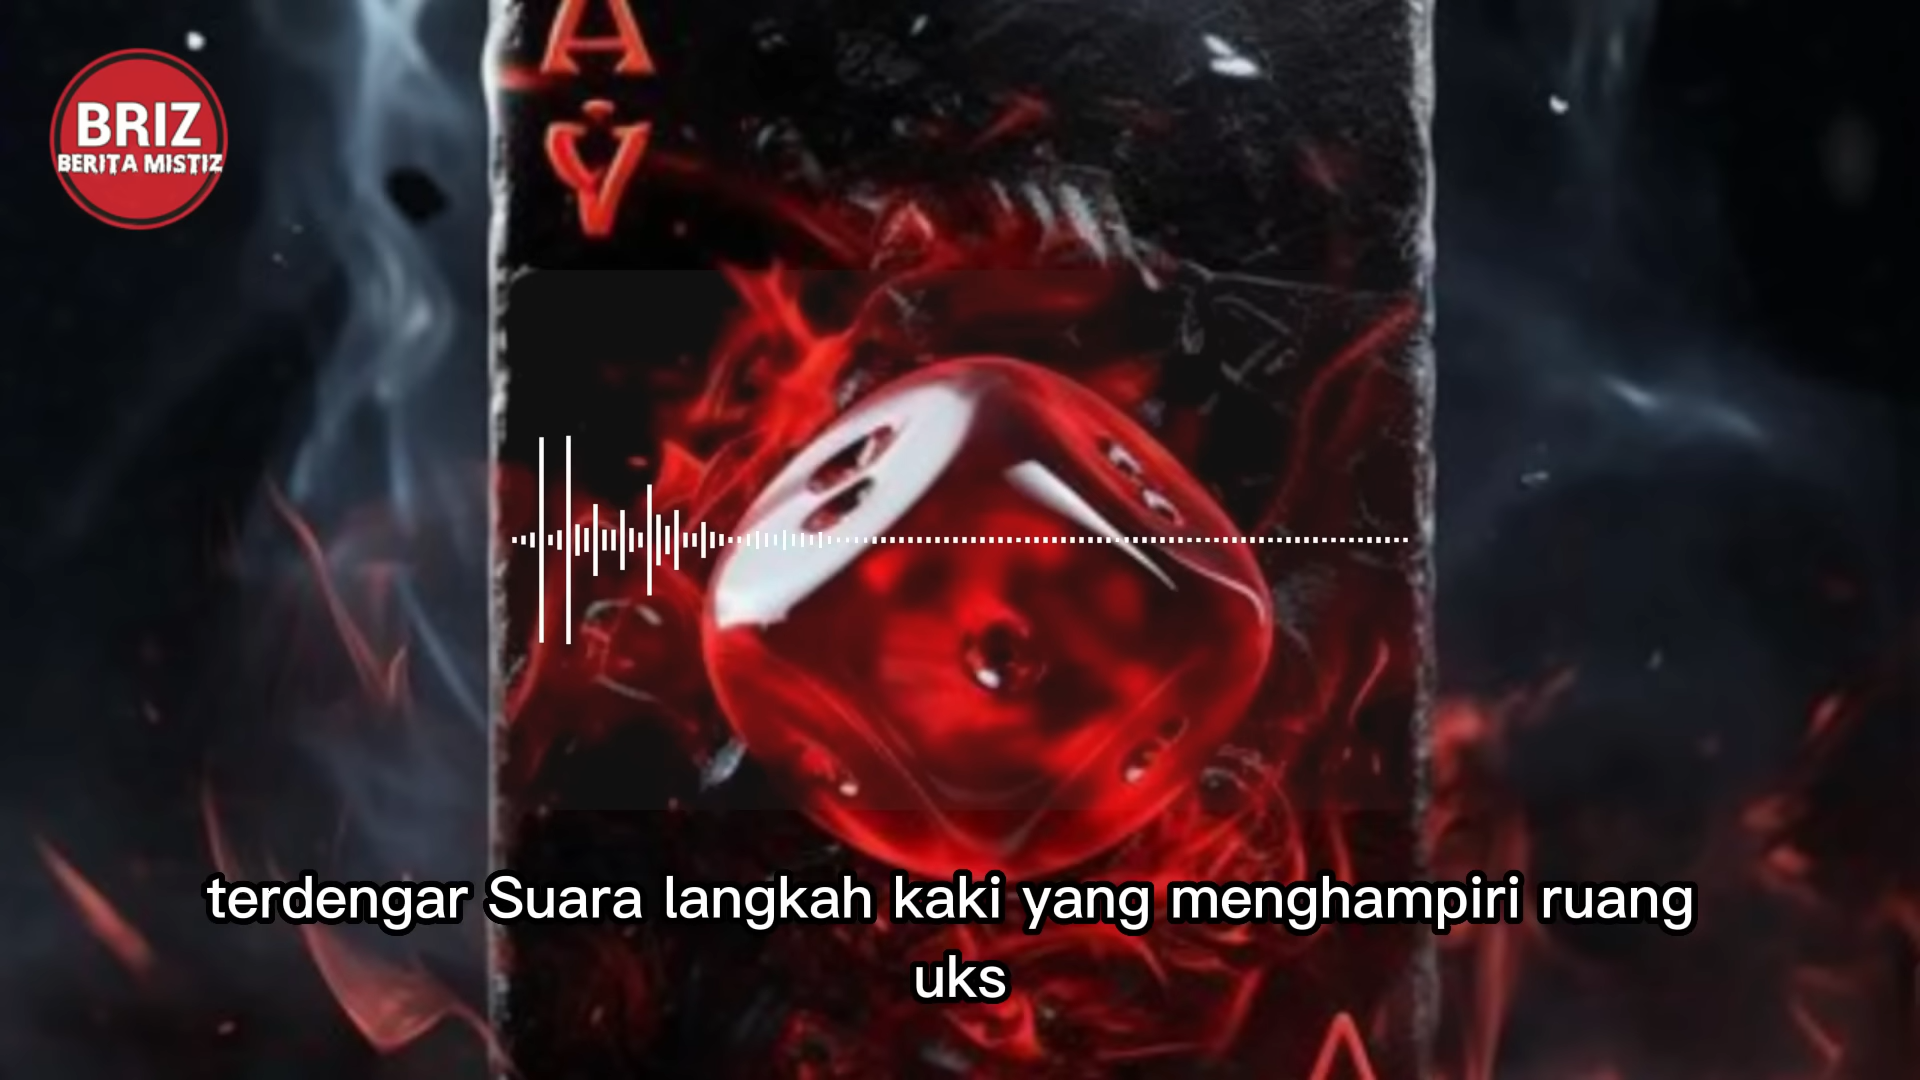 A
BRIZ
BERITA MISTIZ
terdengar Suara langkah kaki yang menghampiri ruang
uks